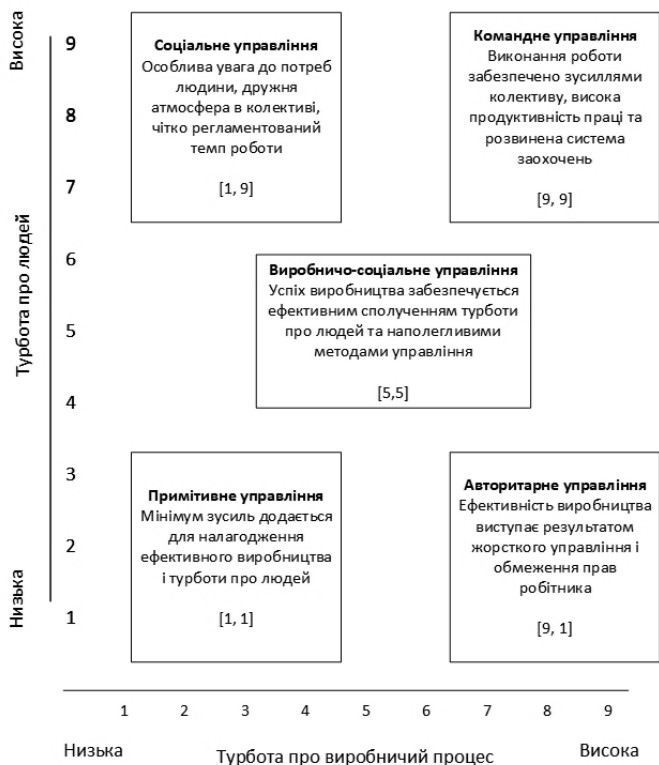 Висока
Турбота про людей
Низька
9
8
7
6
5
4
3
2
1
Соціальне управління
Особлива увага до потреб
людини, дружня
атмосфера в колективі,
чітко регламентований
темп роботи
[1, 9]
Командне управління
Виконання роботи
забезпечено зусиллями
колективу, висока
продуктивність праці та
розвинена система
заохочень
[9, 9]
Виробничо-соціальне управління
Успіх виробництва забезпечується
ефективним сполученням турботи
про людей та наполегливими
методами управління
[5,5]
Примітивне управління
Мінімум зусиль додається
для налагодження
ефективного виробництва
і турботи про людей
[1, 1]
Авторитарне управління
Ефективність виробництва
виступає результатом
жорсткого управління і
обмеження прав
робітника
[9, 1]
1 2 3 4 5 6 7 8 9
Низька Турбота про виробничий процес Висока